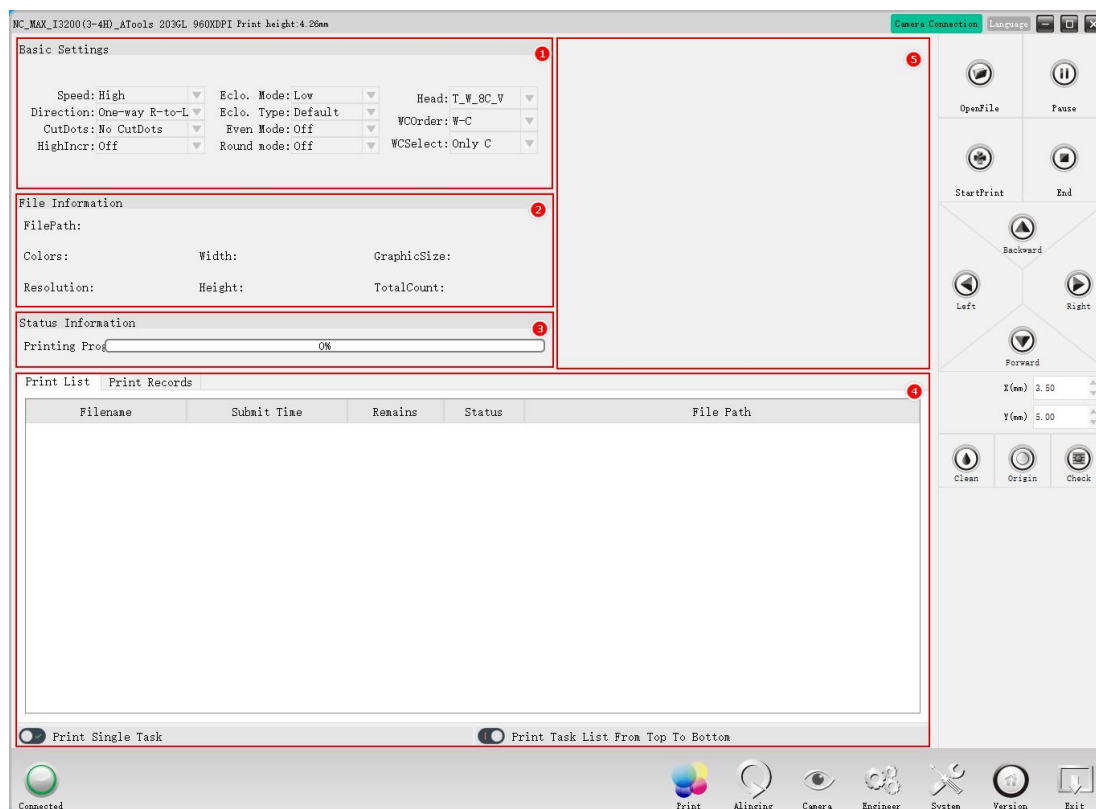 NC_MAX_I3200(3-4H)_ATools 203GL 960XDPI Print height:4.26mm Camera Connection Language
Basic Settings 1
Speed: High Eclo. Mode: Low Head: T_W_8C_V
Direction: One-way R-to-L Eclo. Type: Default WCOrder: W-C
CutDots: No CutDots Even Mode: Off WCSelect: Only C
HighIncr: Off Round mode: Off
File Information 2
FilePath:
Colors: Width: GraphicSize:
Resolution: Height: TotalCount:
Status Information 3
Printing Prog 0%
Print List Print Records 4
Filename Submit Time Remains Status File Path
Print Single Task Print Task List From Top To Bottom
5
OpenFile Pause
StartPrint End
Backward
Left Right
Forward
X(mm) 3.50
Y(mm) 5.00
Clean Origin Check
Connected Print Alinging Camera Engineer System Version Exit